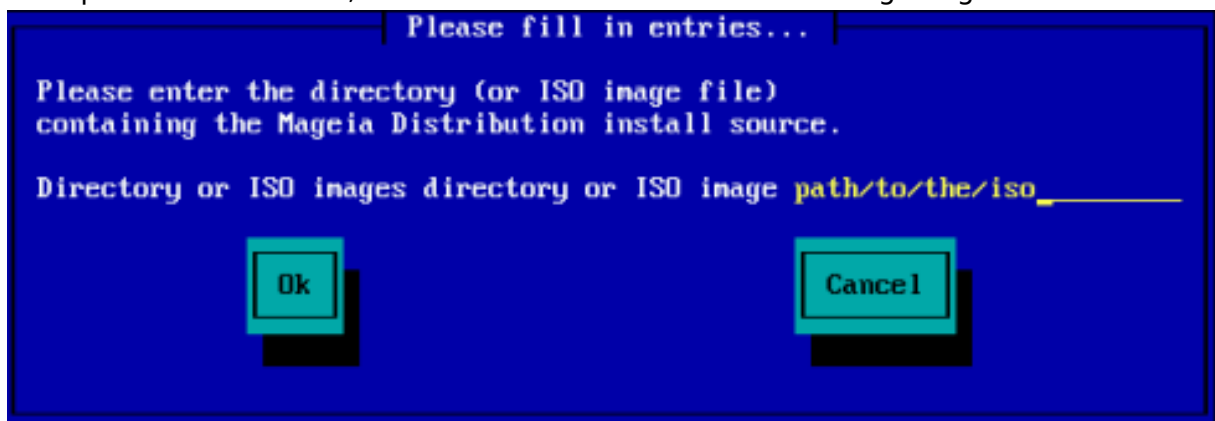 Please fill in entries...
Please enter the directory (or ISO image file)
containing the Mageia Distribution install source.
Directory or ISO images directory or ISO image path/to/the/iso_
Ok Cancel